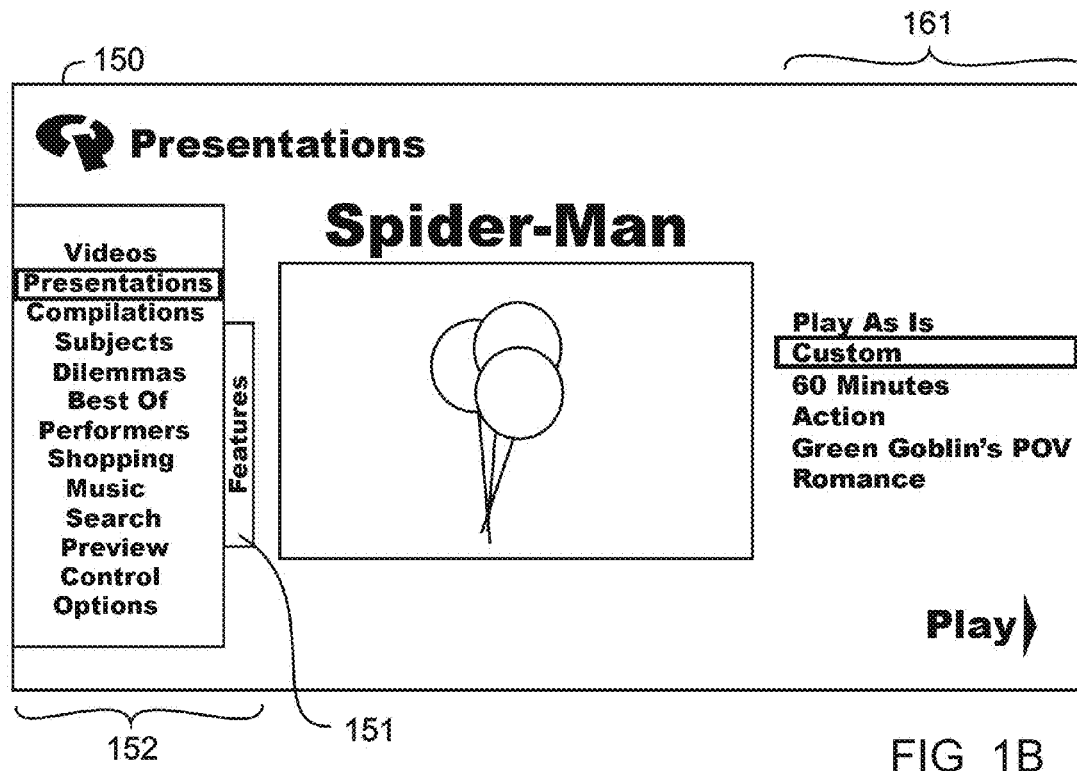 161
150
Presentations
Spider-Man
Videos
Presentations
Compilations
Subjects
Dilemmas
Best Of
Performers
Shopping
Music
Search
Preview
Control
Options
Features
Play As Is
Custom
60 Minutes
Action
Green Goblin's POV
Romance
Play
151
152
FIG 1B